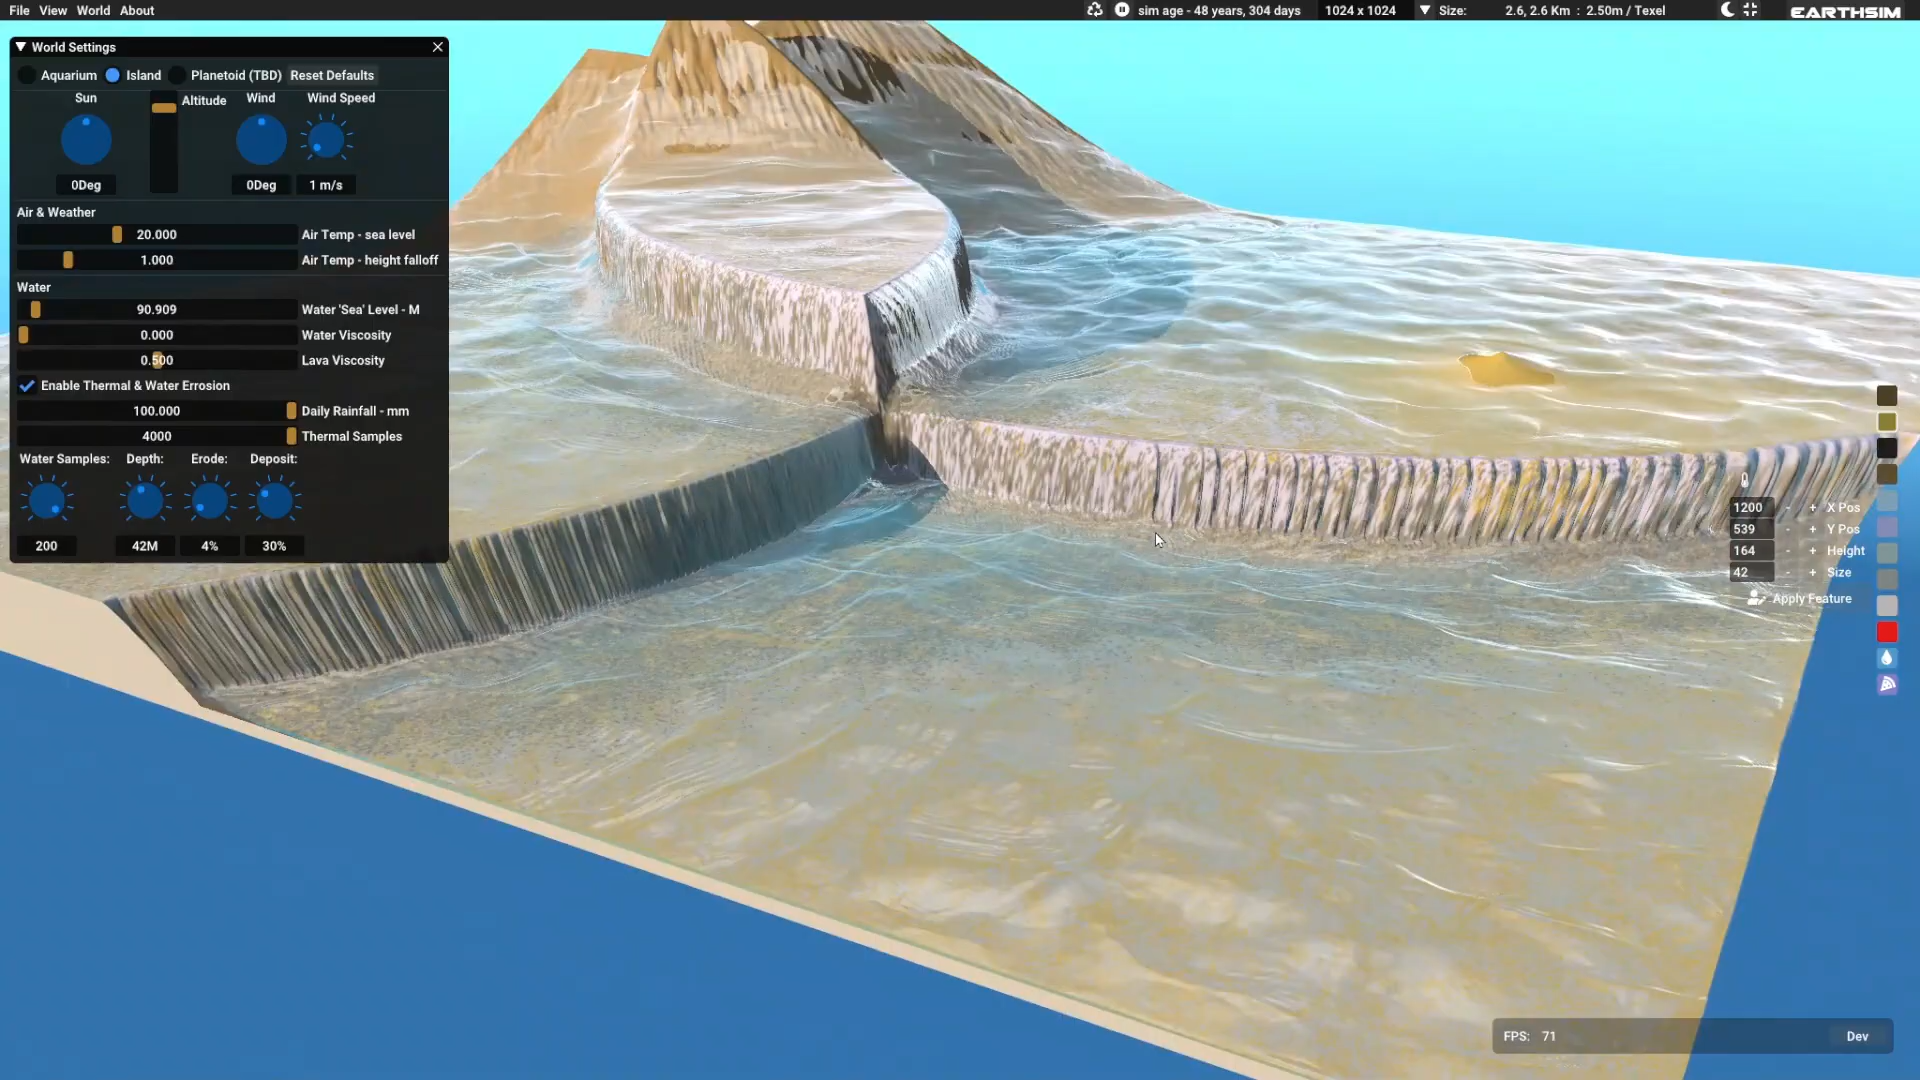 File View World About
sim age - 48 years, 304 days 1024 x 1024 Size: 2.6, 2.6 Km : 2.50m / Texel EARTHSIM
World Settings
Aquarium Island Planetoid (TBD) Reset Defaults
Sun Altitude Wind Wind Speed
0Deg 0Deg 1 m/s
Air & Weather
20.000 Air Temp - sea level
1.000 Air Temp - height falloff
Water
90.909 Water 'Sea' Level - M
0.000 Water Viscosity
0.500 Lava Viscosity
Enable Thermal & Water Errosion
100.000 Daily Rainfall - mm
4000 Thermal Samples
Water Samples: Depth: Erode: Deposit:
200 42M 4% 30%
1200 - + X Pos
539 - + Y Pos
164 - + Height
42 - + Size
Apply Feature
FPS: 71 Dev